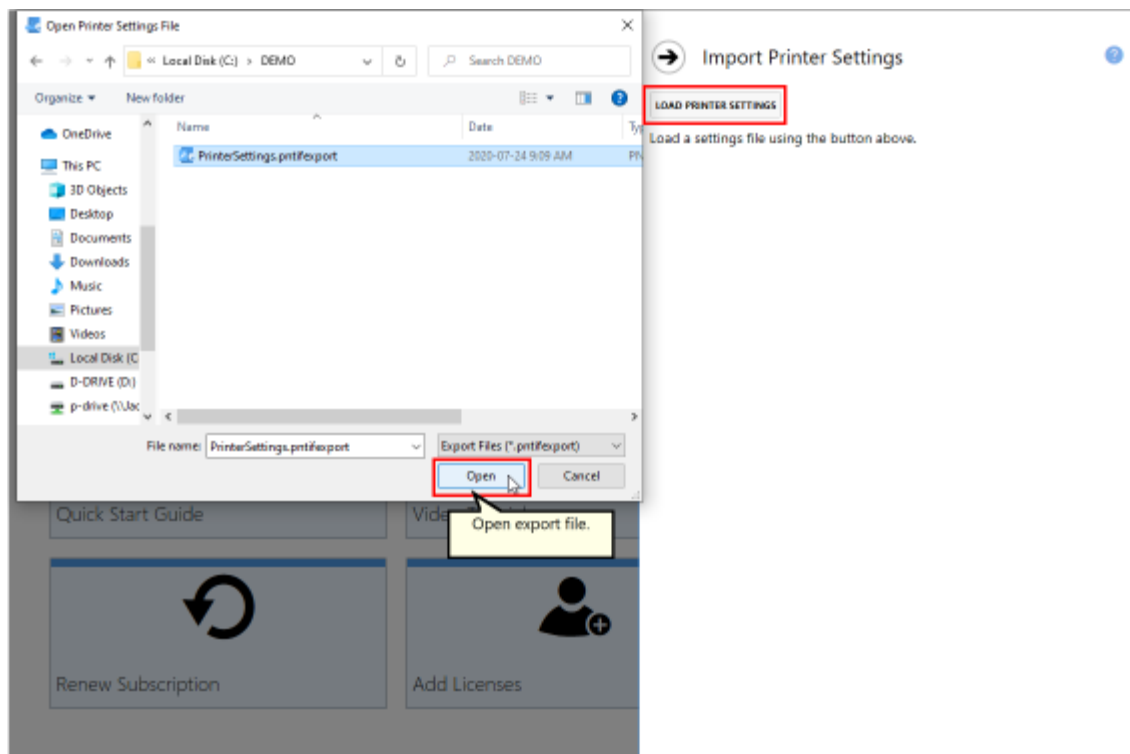 Open Printer Settings File
« Local Disk (C:) › DEMO
Search DEMO
Organize
New folder
Name
Date
OneDrive
This PC
3D Objects
Desktop
Documents
Downloads
Music
Pictures
Videos
Local Disk (C
D-DRIVE (D:)
p-drive (\\Jac
PrinterSettings.pntifexport
2020-07-24 9:09 AM
PN
File name:
PrinterSettings.pntifexport
Export Files (*.pntifexport)
Open
Cancel
Open export file.
Import Printer Settings
LOAD PRINTER SETTINGS
Load a settings file using the button above.
Quick Start Guide
Renew Subscription
Add Licenses